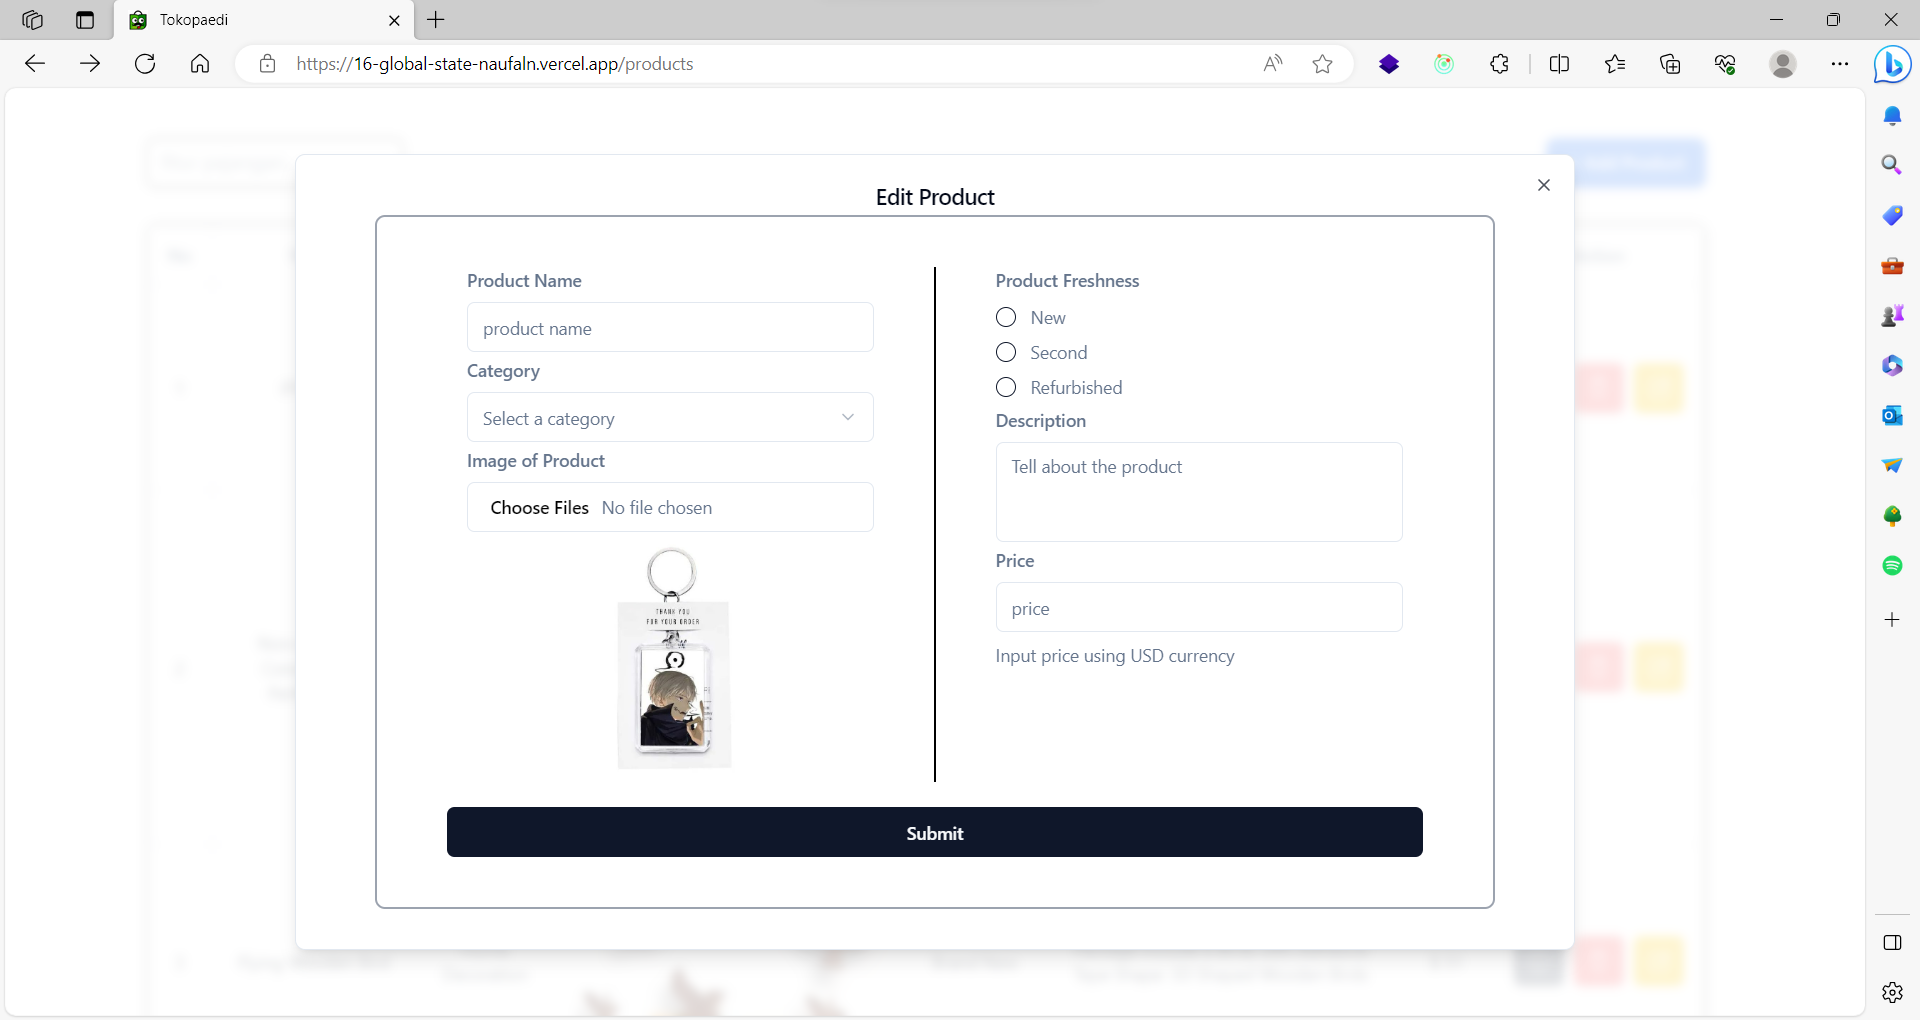 Tokopaedi
https://16-global-state-naufaln.vercel.app/products
Edit Product
Product Name
product name
Category
Select a category
Image of Product
Choose Files No file chosen
THANK YOU
FOR YOUR ORDER
Product Freshness
New
Second
Refurbished
Description
Tell about the product
Price
price
Input price using USD currency
Submit